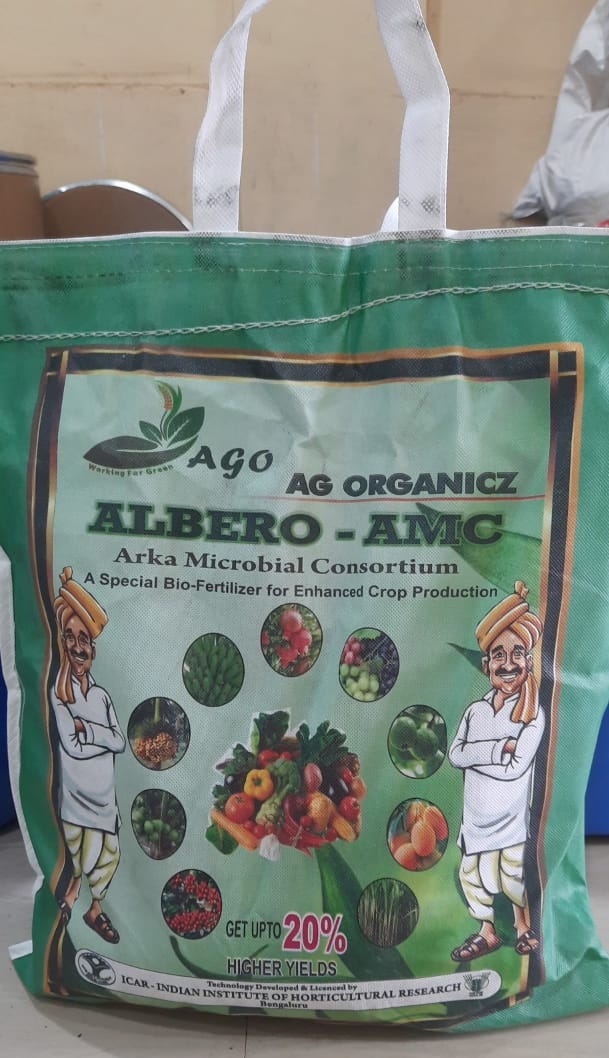 Working For Green
AGO
AG ORGANICZ
ALBERO - AMC
Arka Microbial Consortium
A Special Bio-Fertilizer for Enhanced Crop Production
GET UPTO 20%
HIGHER YIELDS
Technology Developed & Licenced by
ICAR - INDIAN INSTITUTE OF HORTICULTURAL RESEARCH
Bengaluru